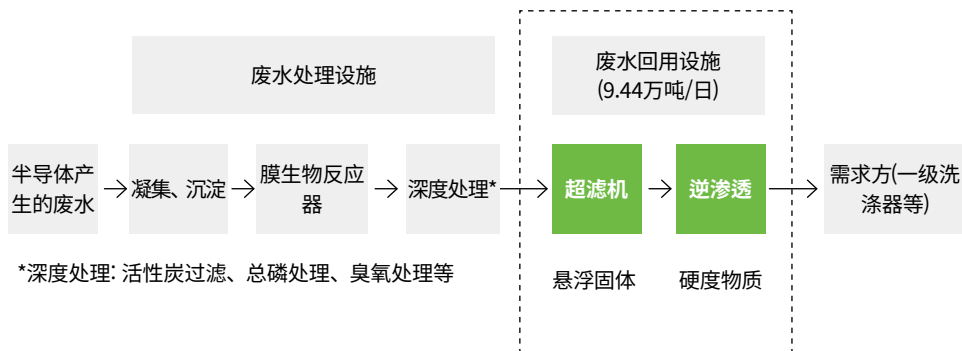 废水处理设施
废水回用设施
(9.44万吨/日)
半导体产
生的废水
凝集、沉淀
膜生物反应
器
深度处理*
超滤机
逆渗透
需求方(一级洗
涤器等)
*深度处理: 活性炭过滤、总磷处理、臭氧处理等
悬浮固体
硬度物质